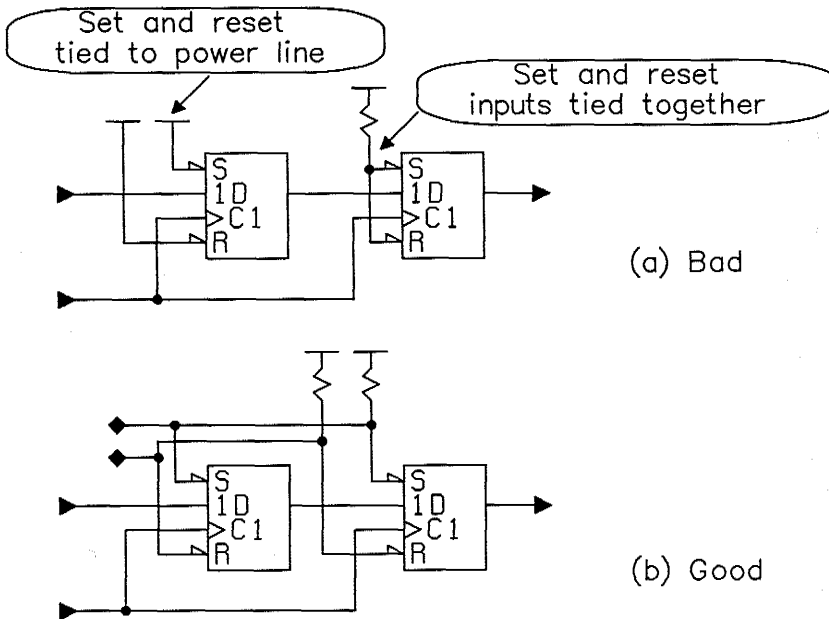 Set and reset
tied to power line
Set and reset
inputs tied together
S
1D
C1
R
S
1D
C1
R
(a) Bad
S
1D
C1
R
S
1D
C1
R
(b) Good